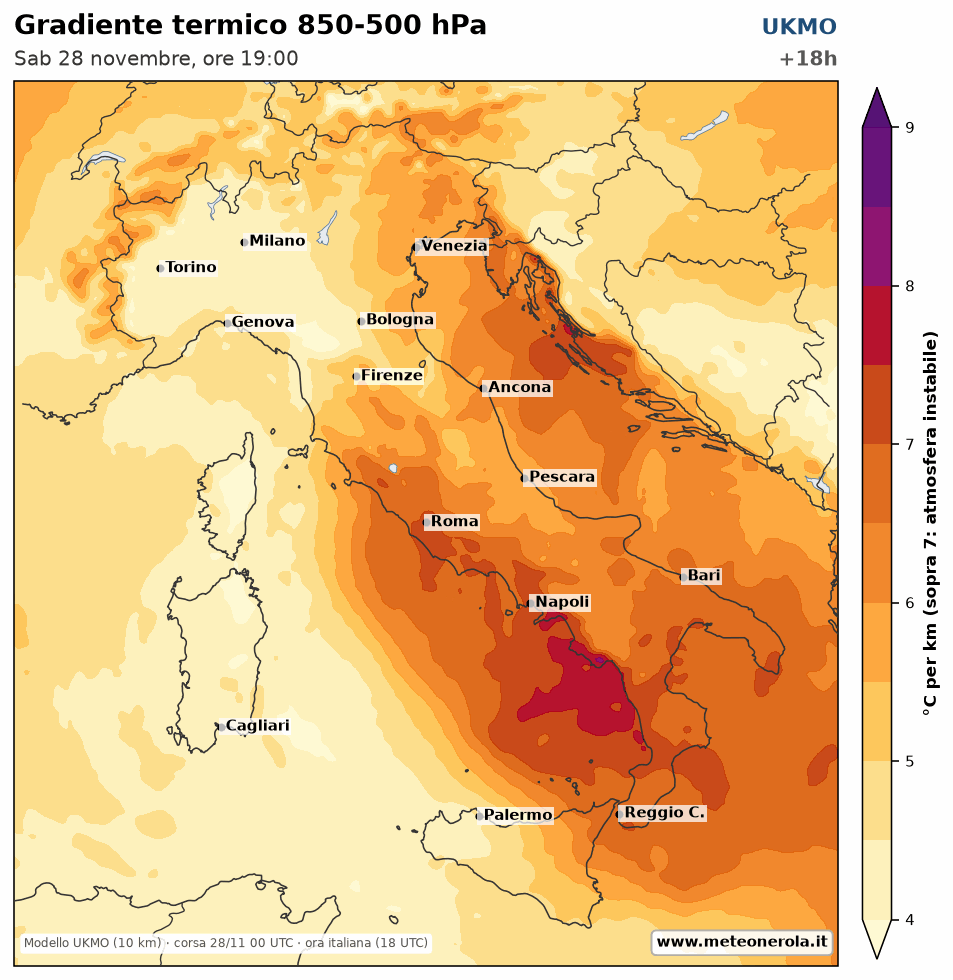 Gradiente termico 850-500 hPa
UKMO
Sab 28 novembre, ore 19:00
+18h
Milano
Venezia
Torino
Genova
Bologna
Firenze
Ancona
Pescara
Roma
Bari
Napoli
Cagliari
Palermo
Reggio C.
9
8
7
6
5
4
°C per km (sopra 7: atmosfera instabile)
Modello UKMO (10 km) · corsa 28/11 00 UTC · ora italiana (18 UTC)
www.meteonerola.it